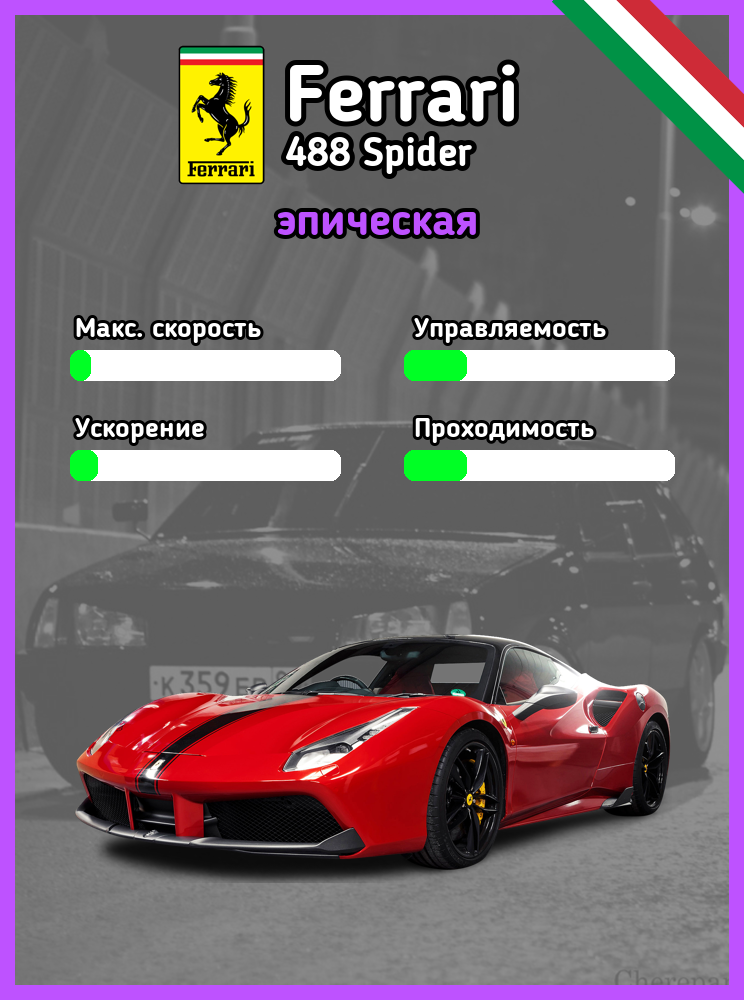 Ferrari
Ferrari
488 Spider
эпическая
Макс. скорость
Управляемость
Ускорение
Проходимость